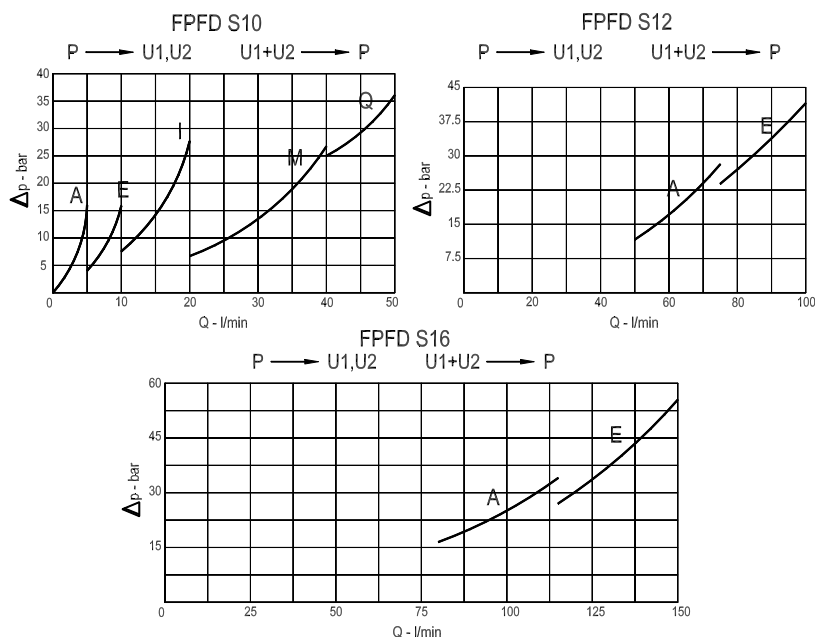 FPFD S10
P U1,U2 U1+U2 P
40
35
30
25
20
15
10
5
Δp - bar
A
E
I
M
Q
0 10 20 30 40 50
Q - l/min
FPFD S12
P U1,U2 U1+U2 P
45
37.5
30
22.5
15
7.5
Δp - bar
A
E
0 10 20 40 60 80 100
Q - l/min
FPFD S16
P U1,U2 U1+U2 P
60
45
30
15
Δp - bar
A
E
0 25 50 75 100 125 150
Q - l/min